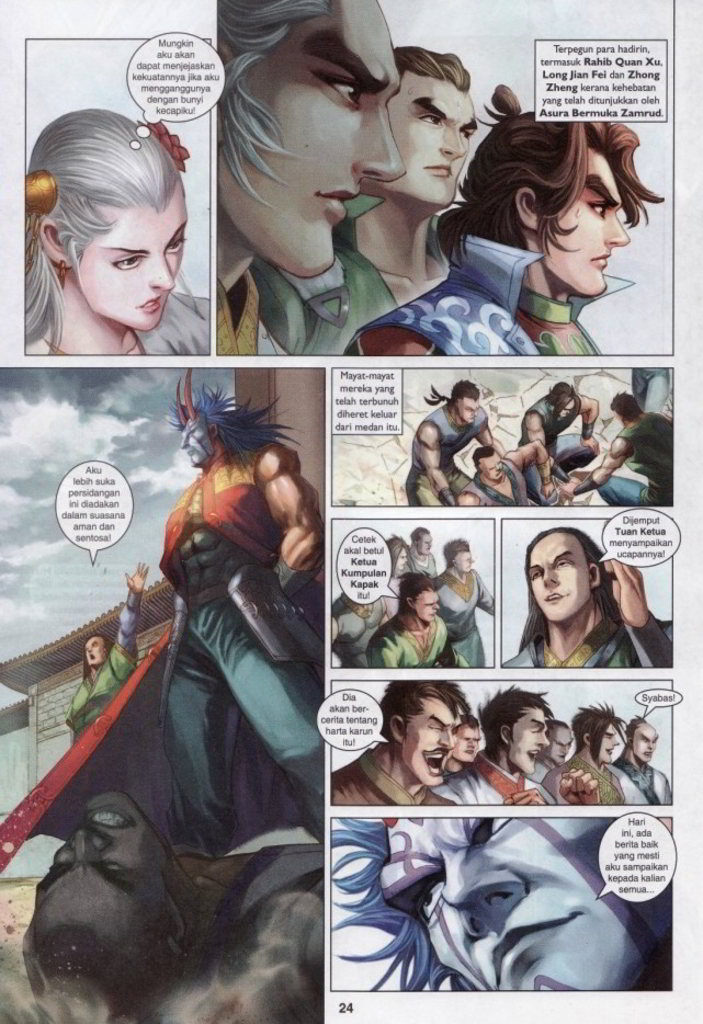 Mungkin
aku akan
dapat menjejaskan
kekuatannya jika aku
mengganggunya
dengan bunyi
kecapiku!
Terpegun para hadirin,
termasuk Rahib Quan Xu,
Long Jian Fei dan Zhong
Zheng kerana kehebatan
yang telah ditunjukkan oleh
Asura Bermuka Zamrud.
Aku
lebih suka
persidangan
ini diadakan
dalam suasana
aman dan
sentosa!
Mayat-mayat
mereka yang
telah terbunuh
diheret keluar
dari medan itu.
Cetek
akal betul
Ketua
Kumpulan
Kapak
itu!
Dijemput
Tuan Ketua
menyampaikan
ucapannya!
Dia
akan ber-
cerita tentang
harta karun
itu!
Syabas!
Hari
ini, ada
berita baik
yang mesti
aku sampaikan
kepada kalian
semua...
24